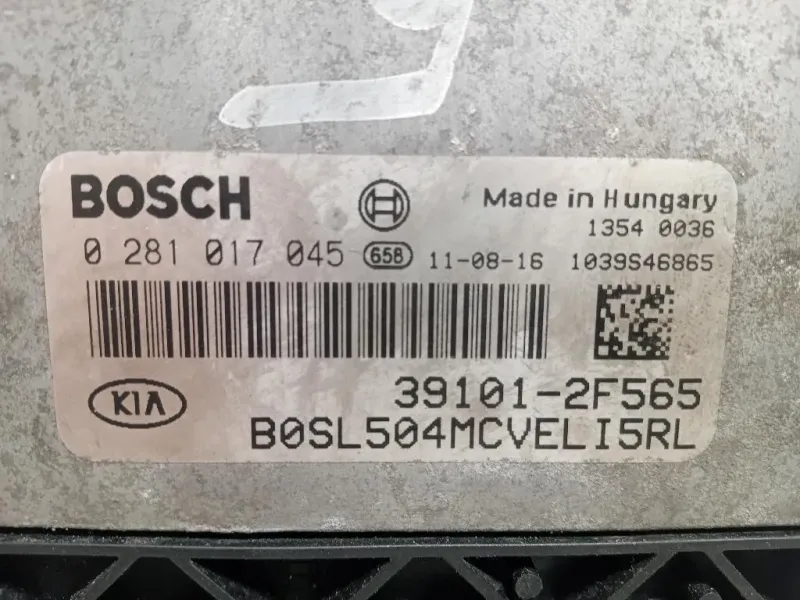 BOSCH
Made in Hungary
1354 0036
0 281 017 045 658 11-08-16 1039S46865
KIA
39101-2F565
B0SL504MCVELI5RL